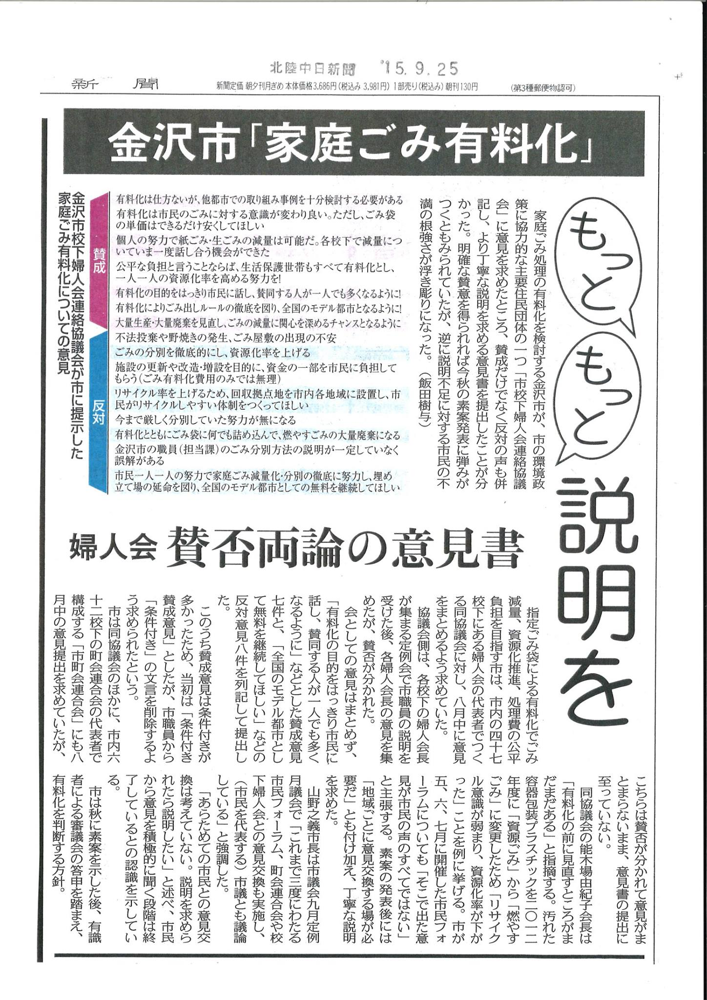 北陸中日新聞 '15.9.25
新聞
新聞定価 朝夕刊月ぎめ 本体価格3,686円(税込み 3,981円) 1部売り(税込み) 朝刊130円
(第3種郵便物認可)
金沢市「家庭ごみ有料化」
もっと
もっと
説明を
家庭ごみ処理の有料化を検討する金沢市が、市の環境政
策に協力的な主要住民団体の一つ「市校下婦人会連絡協議
会」に意見を求めたところ、賛成だけでなく反対の声も併
記し、より丁寧な説明を求める意見書を提出したことが分
かった。明確な賛意を得られれば今秋の素案発表に弾みが
つくともみられていたが、逆に説明不足に対する市民の不
満の根強さが浮き彫りになった。（飯田樹与）
金沢市校下婦人会連絡協議会が市に提示した
家庭ごみ有料化についての意見
賛成
有料化は仕方ないが、他都市での取り組み事例を十分検討する必要がある
有料化は市民のごみに対する意識が変わり良い。ただし、ごみ袋
の単価はできるだけ安くしてほしい
個人の努力で紙ごみ・生ごみの減量は可能だ。各校下で減量につ
いていま一度話し合う機会ができた
公平な負担と言うことならば、生活保護世帯もすべて有料化とし、
一人一人の資源化率を高める努力を!
有料化の目的をはっきり市民に話し、賛同する人が一人でも多くなるように!
有料化によりごみ出しルールの徹底を図り、全国のモデル都市となるように!
大量生産・大量廃棄を見直し、ごみの減量に関心を深めるチャンスとなるように
反対
不法投棄や野焼きの発生、ごみ屋敷の出現の不安
ごみの分別を徹底的にし、資源化率を上げる
施設の更新や改造・増設を目的に、資金の一部を市民に負担して
もらう（ごみ有料化費用のみでは無理）
リサイクル率を上げるため、回収拠点地を市内各地域に設置し、市
民がリサイクルしやすい体制をつくってほしい
今まで厳しく分別していた努力が無になる
有料化とともにごみ袋に何でも詰め込んで、燃やすごみの大量廃棄になる
金沢市の職員（担当課）のごみ分別方法の説明が一定していなく
誤解がある
市民一人一人の努力で家庭ごみ減量化・分別の徹底に努力し、埋め
立て場の延命を図り、全国のモデル都市としての無料を継続してほしい
婦人会 賛否両論の意見書
指定ごみ袋による有料化でごみ
減量、資源化推進、処理費の公平
負担を目指す市は、市内の四十七
校下にある婦人会の代表者でつく
る同協議会に対し、八月中に意見
をまとめるよう求めていた。
協議会側は、各校下の婦人会長
が集まる定例会で市職員の説明を
受けた後、各婦人会長の意見を集
めたが、賛否が分かれた。
会としての意見はまとめず、
「有料化の目的をはっきり市民に
話し、賛同する人が一人でも多く
なるように」などとした賛成意見
七件と、「全国のモデル都市とし
て無料を継続してほしい」などの
反対意見八件を列記して提出し
た。
このうち賛成意見は条件付きが
多かったため、当初は「条件付き
賛成意見」としたが、市職員から
「条件付き」の文言を削除するよ
う求められたという。
市は同協議会のほかに、市内六
十二校下の町会連合会の代表者で
構成する「市町会連合会」にも八
月中の意見提出を求めていたが、
こちらは賛否が分かれて意見がま
とまらないまま、意見書の提出に
至っていない。
同協議会の能木場由紀子会長は
「有料化の前に見直すところがま
だまだある」と指摘する。汚れた
容器包装プラスチックを二〇一二
年度に「資源ごみ」から「燃やす
ごみ」に変更したため「リサイク
ル意識が弱まり、資源化率が下が
った」ことを例に挙げる。市が
五、六、七月に開催した市民フォ
ーラムについても「そこで出た意
見が市民の声のすべてではない」
と主張する。素案の発表後には
「地域ごとに意見交換する場が必
要だ」とも付け加え、丁寧な説明
を求めた。
山野之義市長は市議会九月定例
月議会で「これまで三度にわたる
市民フォーラム、町会連合会や校
下婦人会との意見交換も実施し、
（市民を代表する）市議とも議論
している」と強調した。
「あらためての市民との意見交
換は考えていない。説明を求めら
れたら説明したい」と述べ、市民
から意見を積極的に聞く段階は終
了しているとの認識を示してい
る。
市は秋に素案を示した後、有識
者による審議会の答申を踏まえ、
有料化を判断する方針。